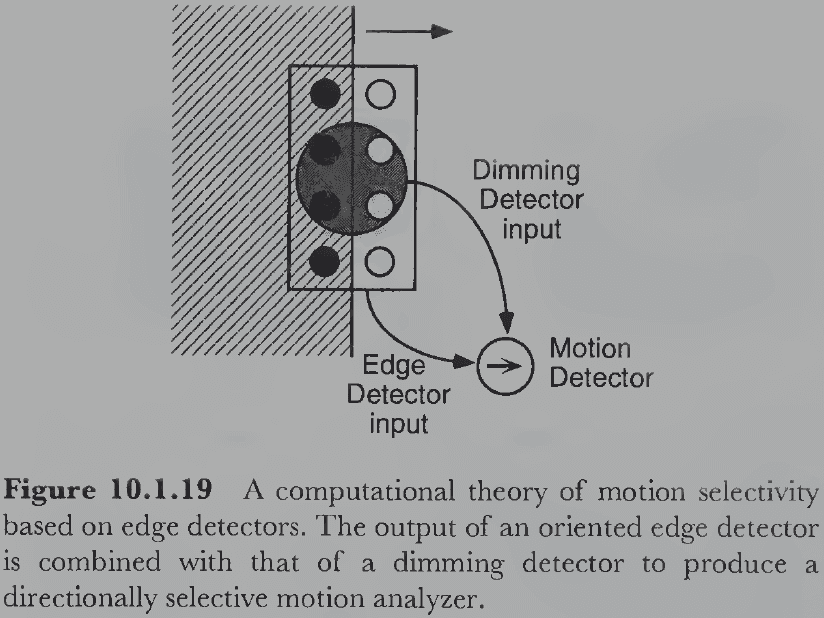 Dimming
Detector
input
Motion
Detector
Edge
Detector
input
Figure 10.1.19 A computational theory of motion selectivity
based on edge detectors. The output of an oriented edge detector
is combined with that of a dimming detector to produce a
directionally selective motion analyzer.